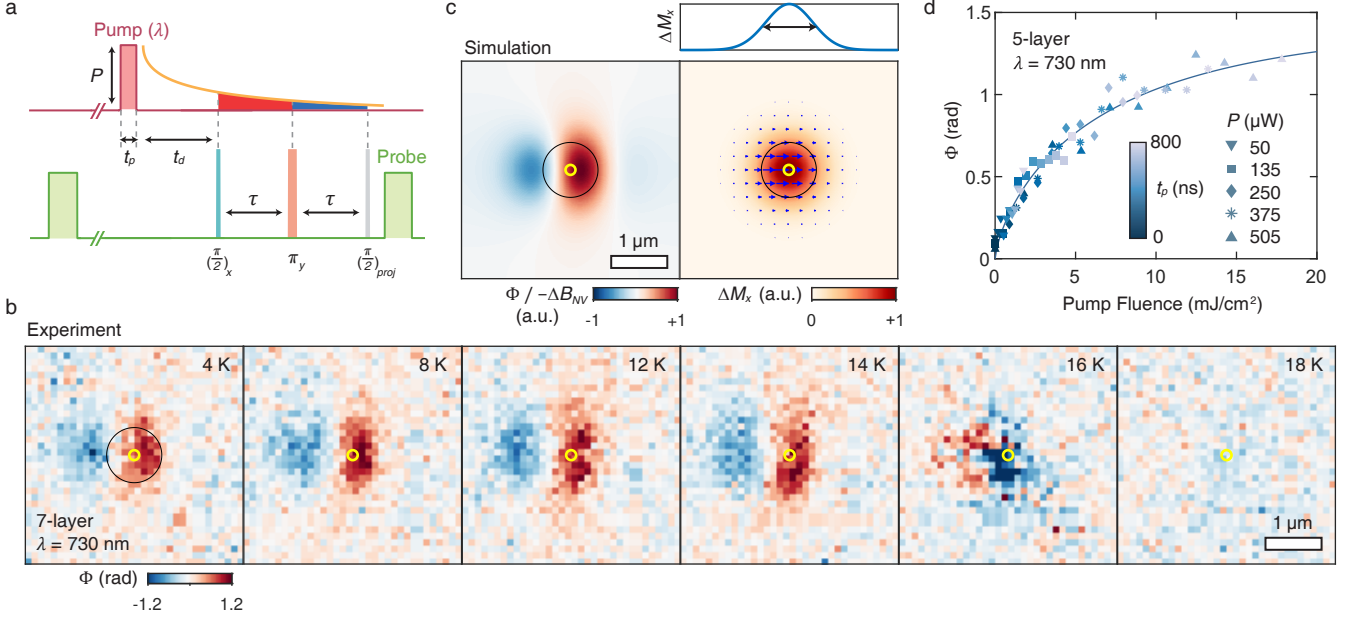 a
Pump (λ)
P
t_p
t_d
Probe
τ
τ
(π/2)_x
π_y
(π/2)_proj
c
Simulation
ΔM_x
1 μm
Φ / −ΔB_NV
(a.u.)
-1
+1
ΔM_x (a.u.)
0
+1
d
5-layer
λ = 730 nm
Φ (rad)
1.5
1
0.5
0
0
5
10
15
20
Pump Fluence (mJ/cm²)
800
t_p (ns)
0
P (μW)
50
135
250
375
505
b
Experiment
4 K
8 K
12 K
14 K
16 K
18 K
7-layer
λ = 730 nm
1 μm
Φ (rad)
-1.2
1.2